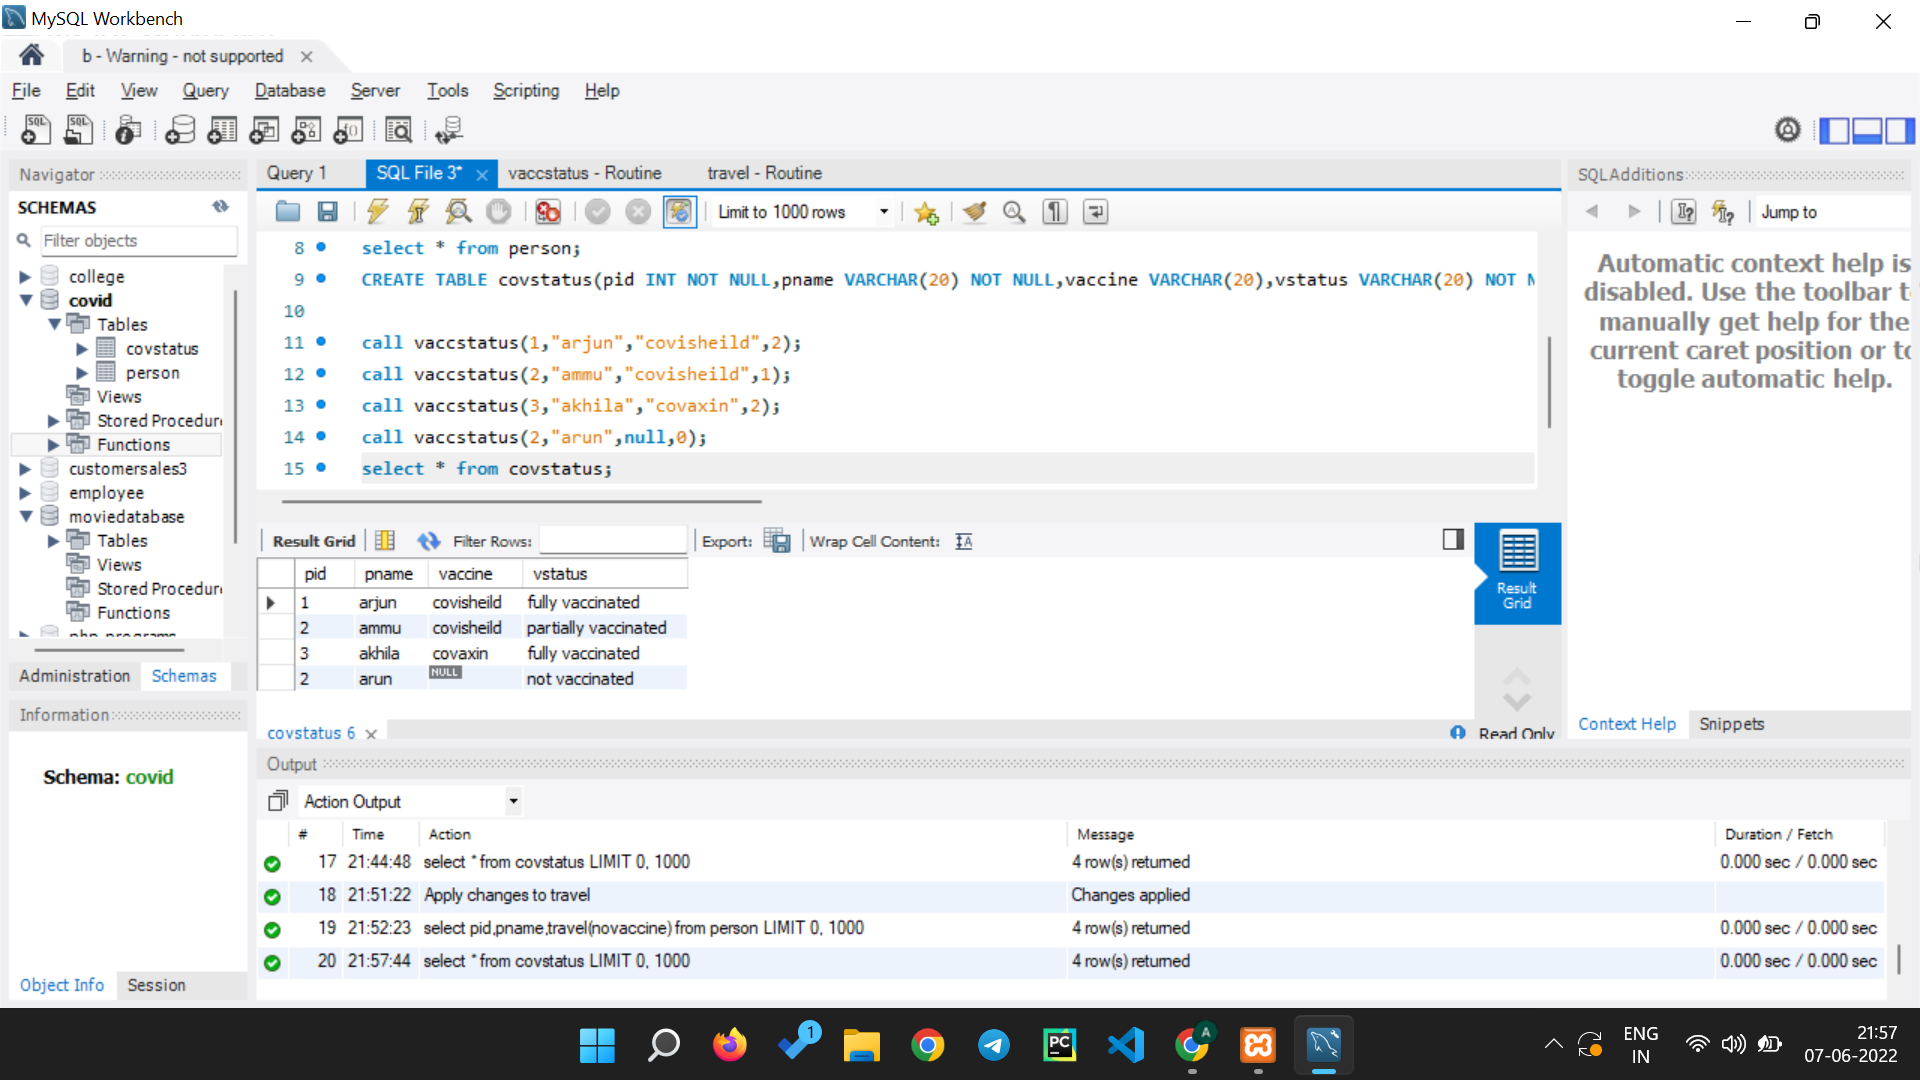 MySQL Workbench
b - Warning - not supported
File Edit View Query Database Server Tools Scripting Help
Navigator
SCHEMAS
Filter objects
college
covid
Tables
covstatus
person
Views
Stored Procedur
Functions
customersales3
employee
moviedatabase
Tables
Views
Stored Procedur
Functions
php_programs
Administration Schemas
Information
Schema: covid
Object Info Session
Query 1 SQL File 3* vaccstatus - Routine travel - Routine
Limit to 1000 rows
8 select * from person;
9 CREATE TABLE covstatus(pid INT NOT NULL,pname VARCHAR(20) NOT NULL,vaccine VARCHAR(20),vstatus VARCHAR(20) NOT N
10
11 call vaccstatus(1,"arjun","covisheild",2);
12 call vaccstatus(2,"ammu","covisheild",1);
13 call vaccstatus(3,"akhila","covaxin",2);
14 call vaccstatus(2,"arun",null,0);
15 select * from covstatus;
Result Grid Filter Rows: Export: Wrap Cell Content:
pid pname vaccine vstatus
1 arjun covisheild fully vaccinated
2 ammu covisheild partially vaccinated
3 akhila covaxin fully vaccinated
2 arun NULL not vaccinated
Result
Grid
covstatus 6 Read Only
SQLAdditions
Jump to
Automatic context help is
disabled. Use the toolbar t
manually get help for the
current caret position or to
toggle automatic help.
Context Help Snippets
Output
Action Output
# Time Action Message Duration / Fetch
17 21:44:48 select * from covstatus LIMIT 0, 1000 4 row(s) returned 0.000 sec / 0.000 sec
18 21:51:22 Apply changes to travel Changes applied
19 21:52:23 select pid,pname,travel(novaccine) from person LIMIT 0, 1000 4 row(s) returned 0.000 sec / 0.000 sec
20 21:57:44 select * from covstatus LIMIT 0, 1000 4 row(s) returned 0.000 sec / 0.000 sec
1
PC
A
ENG
IN
21:57
07-06-2022